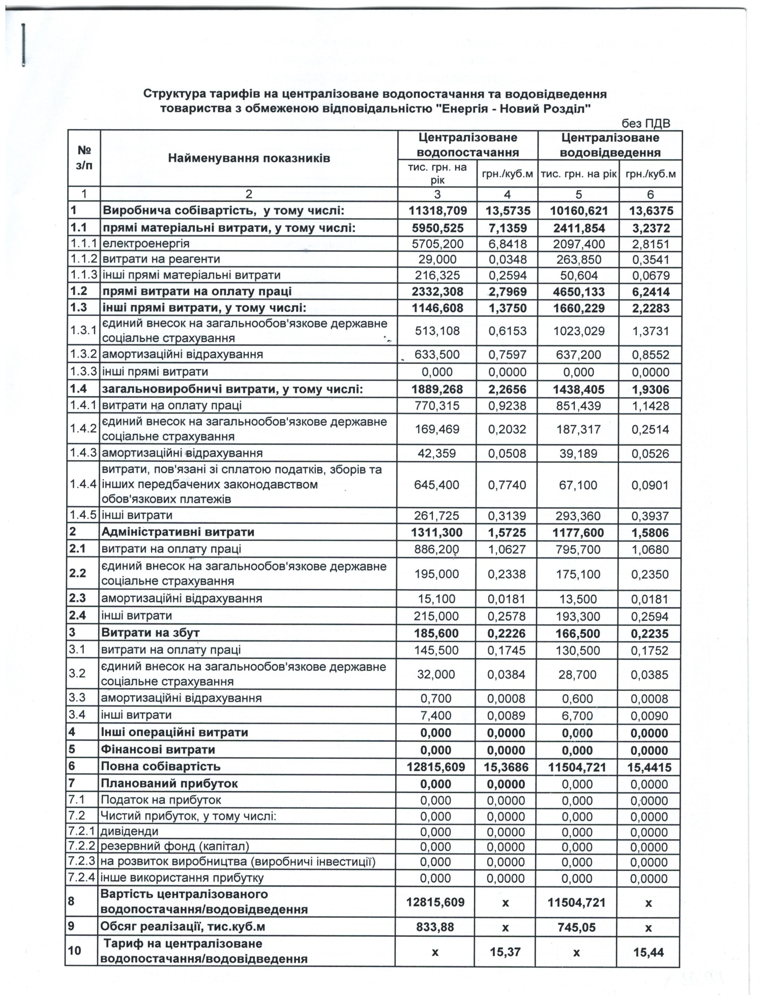 Структура тарифів на централізоване водопостачання та водовідведення
товариства з обмеженою відповідальністю "Енергія - Новий Розділ"
без ПДВ
№ з/п Найменування показників Централізоване водопостачання Централізоване водовідведення
тис. грн. на рік грн./куб.м тис. грн. на рік грн./куб.м
1 2 3 4 5 6
1 Виробнича собівартість, у тому числі: 11318,709 13,5735 10160,621 13,6375
1.1 прямі матеріальні витрати, у тому числі: 5950,525 7,1359 2411,854 3,2372
1.1.1 електроенергія 5705,200 6,8418 2097,400 2,8151
1.1.2 витрати на реагенти 29,000 0,0348 263,850 0,3541
1.1.3 інші прямі матеріальні витрати 216,325 0,2594 50,604 0,0679
1.2 прямі витрати на оплату праці 2332,308 2,7969 4650,133 6,2414
1.3 інші прямі витрати, у тому числі: 1146,608 1,3750 1660,229 2,2283
1.3.1 єдиний внесок на загальнообов'язкове державне
соціальне страхування 513,108 0,6153 1023,029 1,3731
1.3.2 амортизаційні відрахування 633,500 0,7597 637,200 0,8552
1.3.3 інші прямі витрати 0,000 0,0000 0,000 0,0000
1.4 загальновиробничі витрати, у тому числі: 1889,268 2,2656 1438,405 1,9306
1.4.1 витрати на оплату праці 770,315 0,9238 851,439 1,1428
1.4.2 єдиний внесок на загальнообов'язкове державне
соціальне страхування 169,469 0,2032 187,317 0,2514
1.4.3 амортизаційні відрахування 42,359 0,0508 39,189 0,0526
1.4.4 витрати, пов'язані зі сплатою податків, зборів та
інших передбачених законодавством
обов'язкових платежів 645,400 0,7740 67,100 0,0901
1.4.5 інші витрати 261,725 0,3139 293,360 0,3937
2 Адміністративні витрати 1311,300 1,5725 1177,600 1,5806
2.1 витрати на оплату праці 886,200 1,0627 795,700 1,0680
2.2 єдиний внесок на загальнообов'язкове державне
соціальне страхування 195,000 0,2338 175,100 0,2350
2.3 амортизаційні відрахування 15,100 0,0181 13,500 0,0181
2.4 інші витрати 215,000 0,2578 193,300 0,2594
3 Витрати на збут 185,600 0,2226 166,500 0,2235
3.1 витрати на оплату праці 145,500 0,1745 130,500 0,1752
3.2 єдиний внесок на загальнообов'язкове державне
соціальне страхування 32,000 0,0384 28,700 0,0385
3.3 амортизаційні відрахування 0,700 0,0008 0,600 0,0008
3.4 інші витрати 7,400 0,0089 6,700 0,0090
4 Інші операційні витрати 0,000 0,0000 0,000 0,0000
5 Фінансові витрати 0,000 0,0000 0,000 0,0000
6 Повна собівартість 12815,609 15,3686 11504,721 15,4415
7 Планований прибуток 0,000 0,0000 0,000 0,0000
7.1 Податок на прибуток 0,000 0,0000 0,000 0,0000
7.2 Чистий прибуток, у тому числі: 0,000 0,0000 0,000 0,0000
7.2.1 дивіденди 0,000 0,0000 0,000 0,0000
7.2.2 резервний фонд (капітал) 0,000 0,0000 0,000 0,0000
7.2.3 на розвиток виробництва (виробничі інвестиції) 0,000 0,0000 0,000 0,0000
7.2.4 інше використання прибутку 0,000 0,0000 0,000 0,0000
8 Вартість централізованого
водопостачання/водовідведення 12815,609 х 11504,721 х
9 Обсяг реалізації, тис.куб.м 833,88 х 745,05 х
10 Тариф на централізоване
водопостачання/водовідведення х 15,37 х 15,44